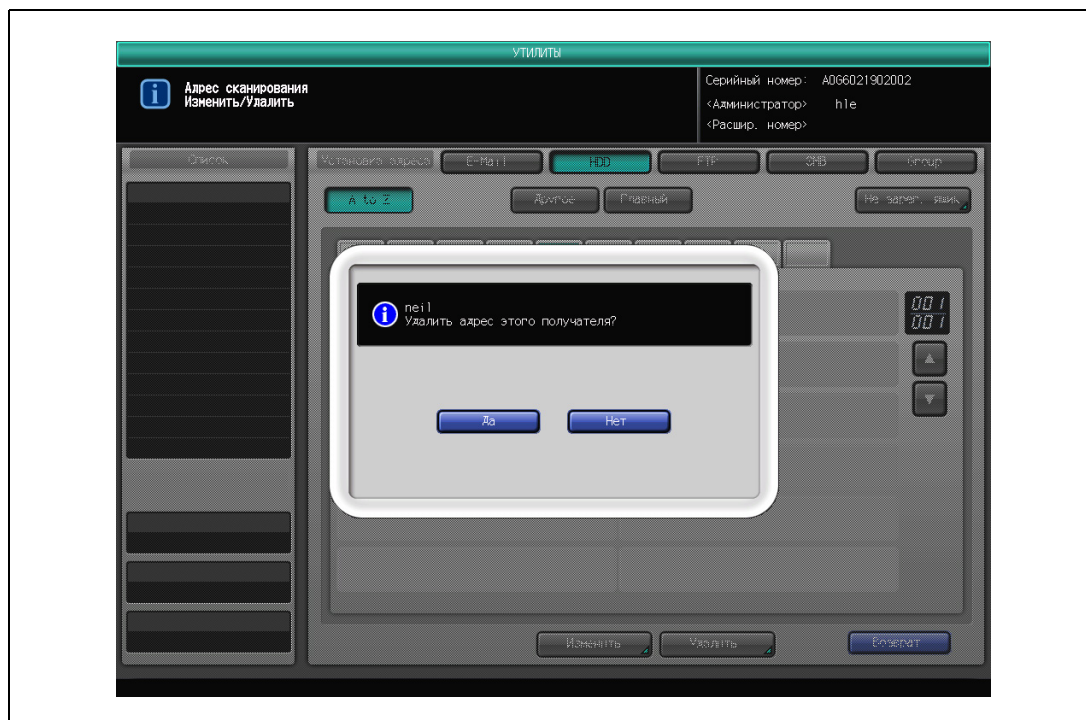 УТИЛИТЫ
Адрес сканирования
Изменить/Удалить
Серийный номер: A0G6021902002
<Администратор> hle
<Расшир. номер>
Список
Установка адреса E-Mail HDD FTP SMB Group
A to Z Другое Главный Не зарег. ящик
neil
Удалить адрес этого получателя?
001
001
Да Нет
Изменить Удалить Возврат